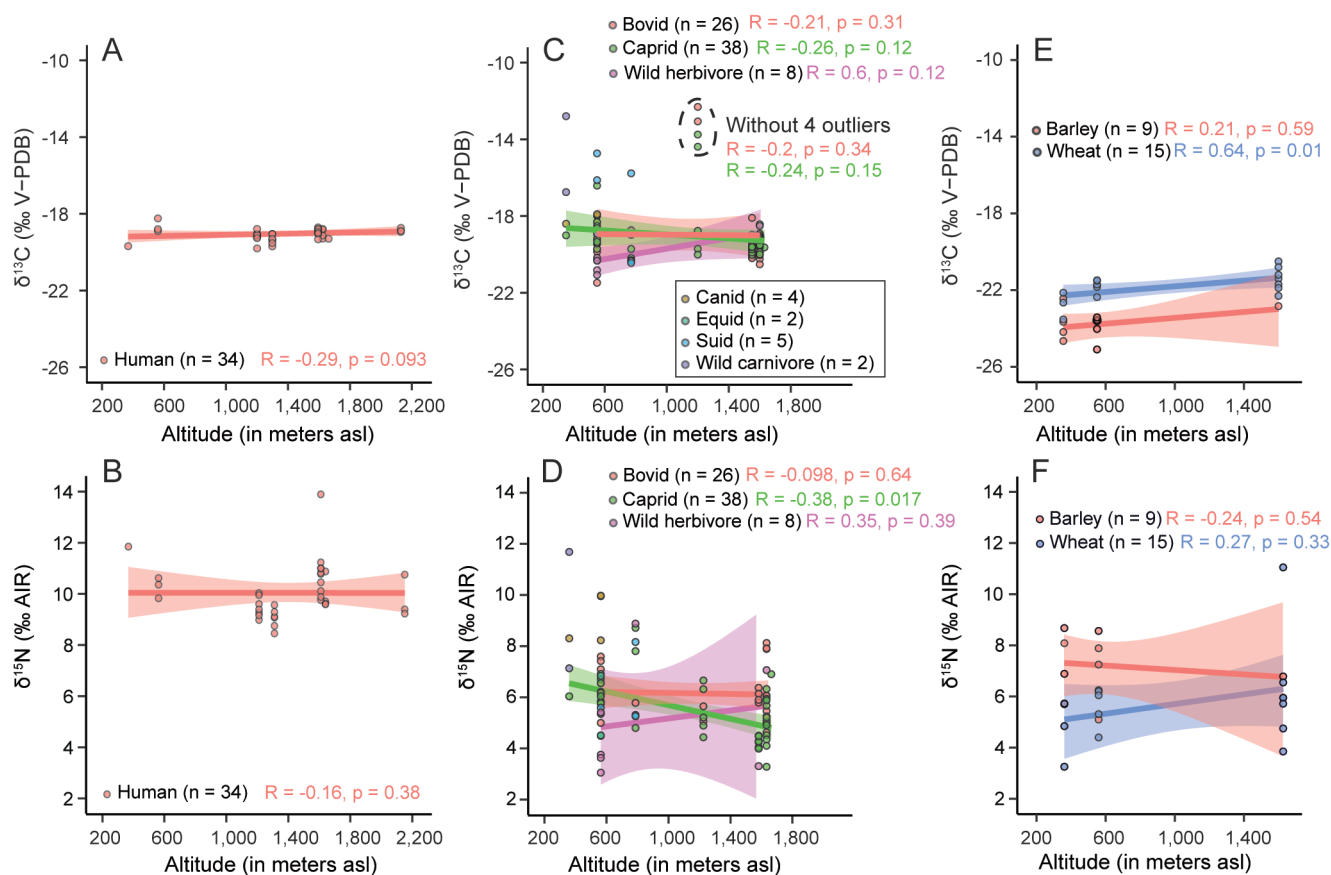 A
-10
-14
-18
-22
-26
δ13C (‰ V−PDB)
Human (n = 34) R = -0.29, p = 0.093
200 600 1,000 1,400 1,800 2,200
Altitude (in meters asl)
C
Bovid (n = 26) R = -0.21, p = 0.31
Caprid (n = 38) R = -0.26, p = 0.12
Wild herbivore (n = 8) R = 0.6, p = 0.12
Without 4 outliers
R = -0.2, p = 0.34
R = -0.24, p = 0.15
-10
-14
-18
-22
-26
δ13C (‰ V−PDB)
Canid (n = 4)
Equid (n = 2)
Suid (n = 5)
Wild carnivore (n = 2)
200 600 1,000 1,400 1,800
Altitude (in meters asl)
E
Barley (n = 9) R = 0.21, p = 0.59
Wheat (n = 15) R = 0.64, p = 0.01
-10
-14
-18
-22
-26
δ13C (‰ V−PDB)
200 600 1,000 1,400
Altitude (in meters asl)
B
14
12
10
8
6
4
2
δ15N (‰ AIR)
Human (n = 34) R = -0.16, p = 0.38
200 600 1,000 1,400 1,800 2,200
Altitude (in meters asl)
D
Bovid (n = 26) R = -0.098, p = 0.64
Caprid (n = 38) R = -0.38, p = 0.017
Wild herbivore (n = 8) R = 0.35, p = 0.39
14
12
10
8
6
4
2
δ15N (‰ AIR)
200 600 1,000 1,400 1,800
Altitude (in meters asl)
F
Barley (n = 9) R = -0.24, p = 0.54
Wheat (n = 15) R = 0.27, p = 0.33
14
12
10
8
6
4
2
δ15N (‰ AIR)
200 600 1,000 1,400
Altitude (in meters asl)